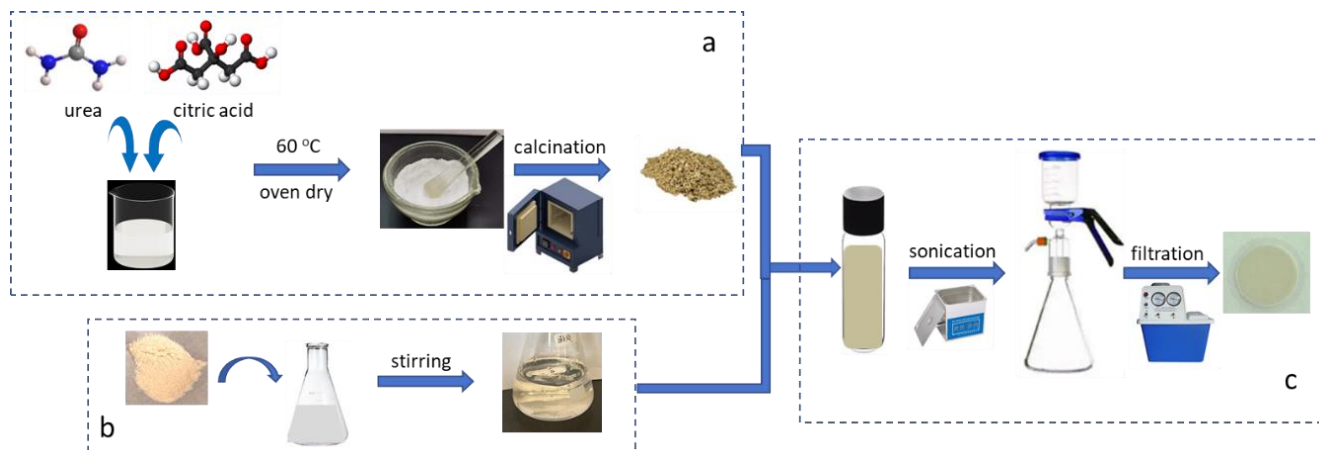 a
urea
citric acid
60 °C
oven dry
calcination
b
stirring
sonication
filtration
c